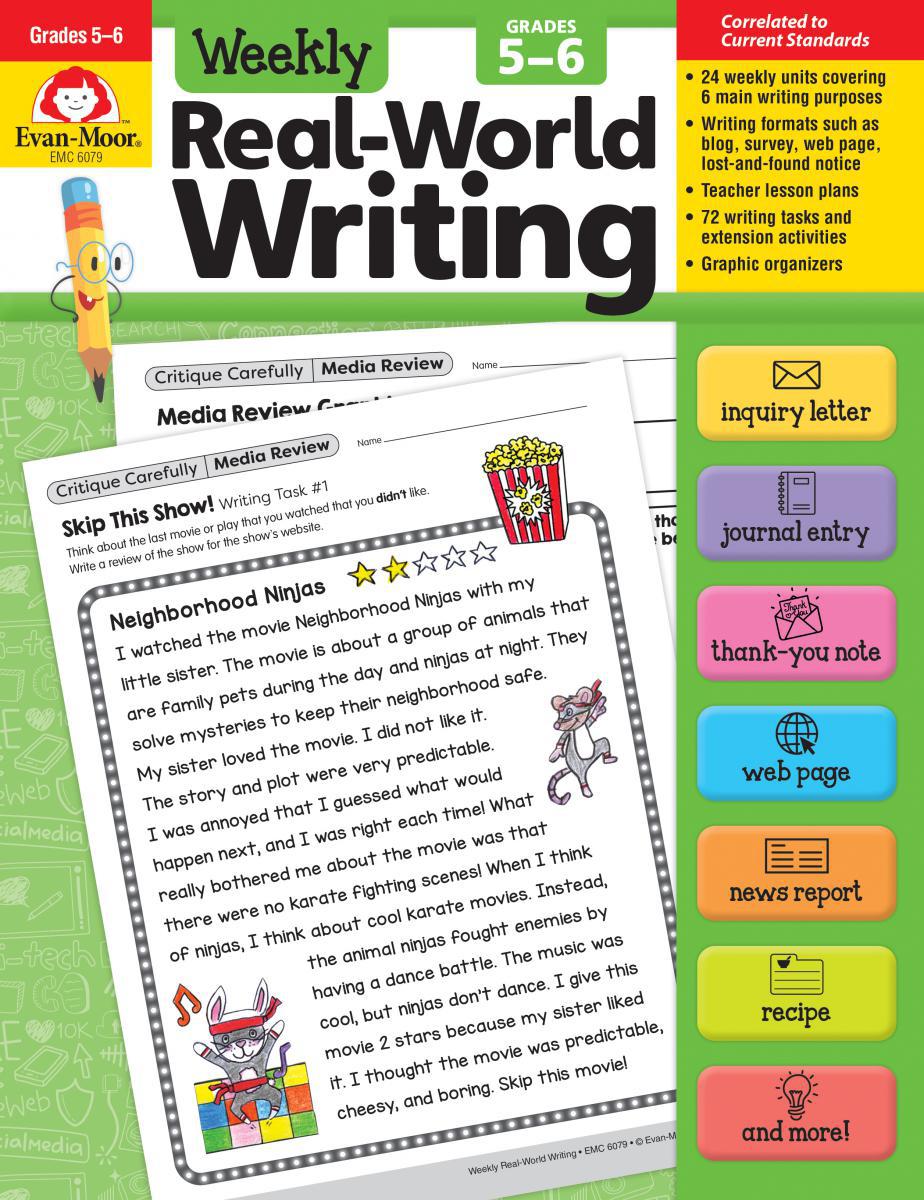 Grades 5–6
Evan-Moor®
EMC 6079
Weekly
GRADES
5–6
Real-World
Writing
Correlated to
Current Standards
• 24 weekly units covering
6 main writing purposes
• Writing formats such as
blog, survey, web page,
lost-and-found notice
• Teacher lesson plans
• 72 writing tasks and
extension activities
• Graphic organizers
inquiry letter
journal entry
thank-you note
web page
news report
recipe
and more!
Name
Critique Carefully
Media Review
Media Review
Name
Critique Carefully
Media Review
Skip This Show! Writing Task #1
Think about the last movie or play that you watched that you didn't like.
Write a review of the show for the show's website.
Neighborhood Ninjas
I watched the movie Neighborhood Ninjas with my
little sister. The movie is about a group of animals that
are family pets during the day and ninjas at night. They
solve mysteries to keep their neighborhood safe.
My sister loved the movie. I did not like it.
The story and plot were very predictable.
I was annoyed that I guessed what would
happen next, and I was right each time! What
really bothered me about the movie was that
there were no karate fighting scenes! When I think
of ninjas, I think about cool karate movies. Instead,
the animal ninjas fought enemies by
having a dance battle. The music was
cool, but ninjas don't dance. I give this
movie 2 stars because my sister liked
it. I thought the movie was predictable,
cheesy, and boring. Skip this movie!
Weekly Real-World Writing • EMC 6079 • © Evan-M